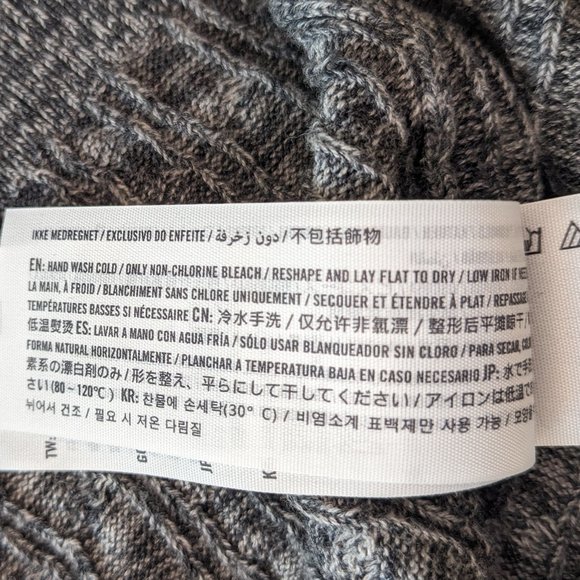 IKKE MEDREGNET / EXCLUSIVO DO ENFEITE / دون زخرفة / 不包括飾物
EN: HAND WASH COLD / ONLY NON-CHLORINE BLEACH / RESHAPE AND LAY FLAT TO DRY / LOW IRON IF
LA MAIN, À FROID / BLANCHIMENT SANS CHLORE UNIQUEMENT / SECOUER ET ÉTENDRE À PLAT / REPASSAGE
TEMPÉRATURES BASSES SI NÉCESSAIRE CN: 冷水手洗 / 仅允许非氧漂 / 整形后平摊晾干 /
低温熨烫 ES: LAVAR A MANO CON AGUA FRÍA / SÓLO USAR BLANQUEADOR SIN CLORO / PARA SECAR,
FORMA NATURAL HORIZONTALMENTE / PLANCHAR A TEMPERATURA BAJA EN CASO NECESARIO JP: 水で手
素系の漂白剤のみ / 形を整え、平らにして干してください / アイロンは低温で
さい(80~120℃) KR: 찬물에 손세탁(30° C) / 비염소계 표백제만 사용 가능 /
뉘어서 건조 / 필요 시 저온 다림질
TW: